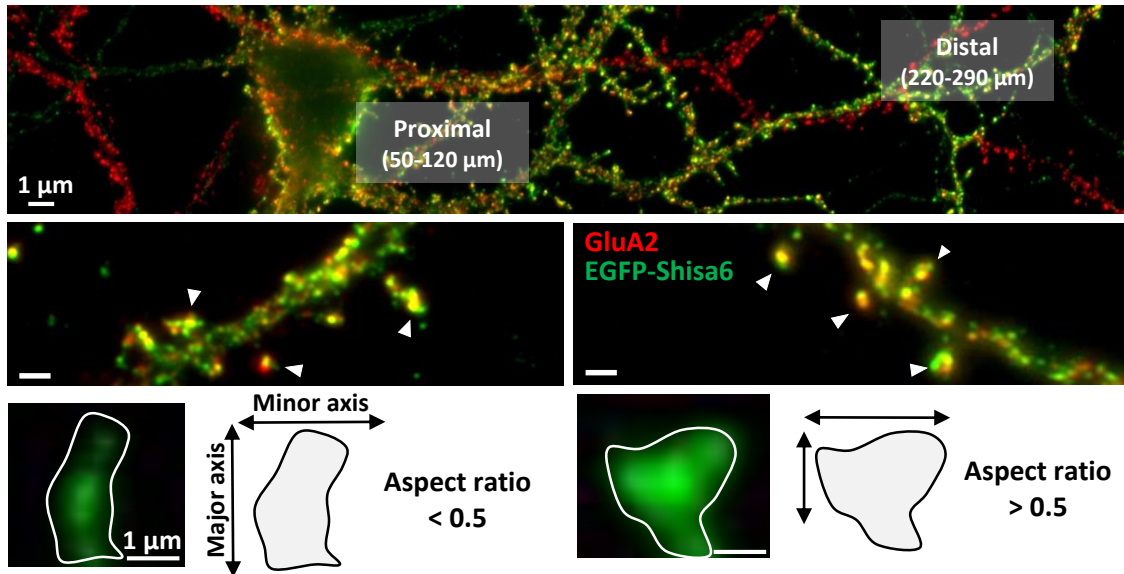 Distal
(220-290 µm)
Proximal
(50-120 µm)
1 µm
GluA2
EGFP-Shisa6
Minor axis
Major axis
Aspect ratio
< 0.5
1 µm
Aspect ratio
> 0.5